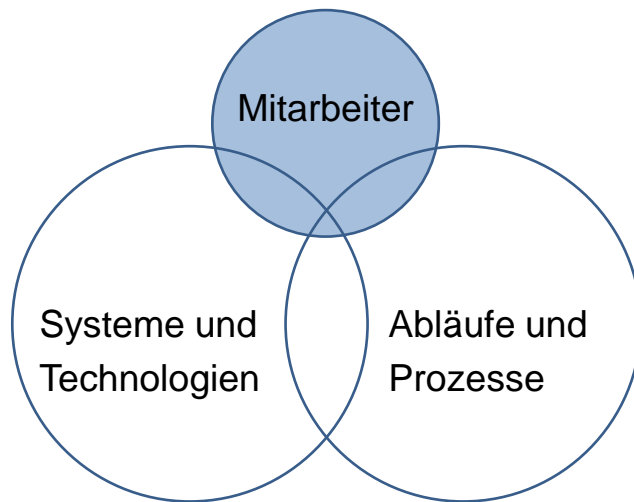 Mitarbeiter
Systeme und
Technologien
Abläufe und
Prozesse